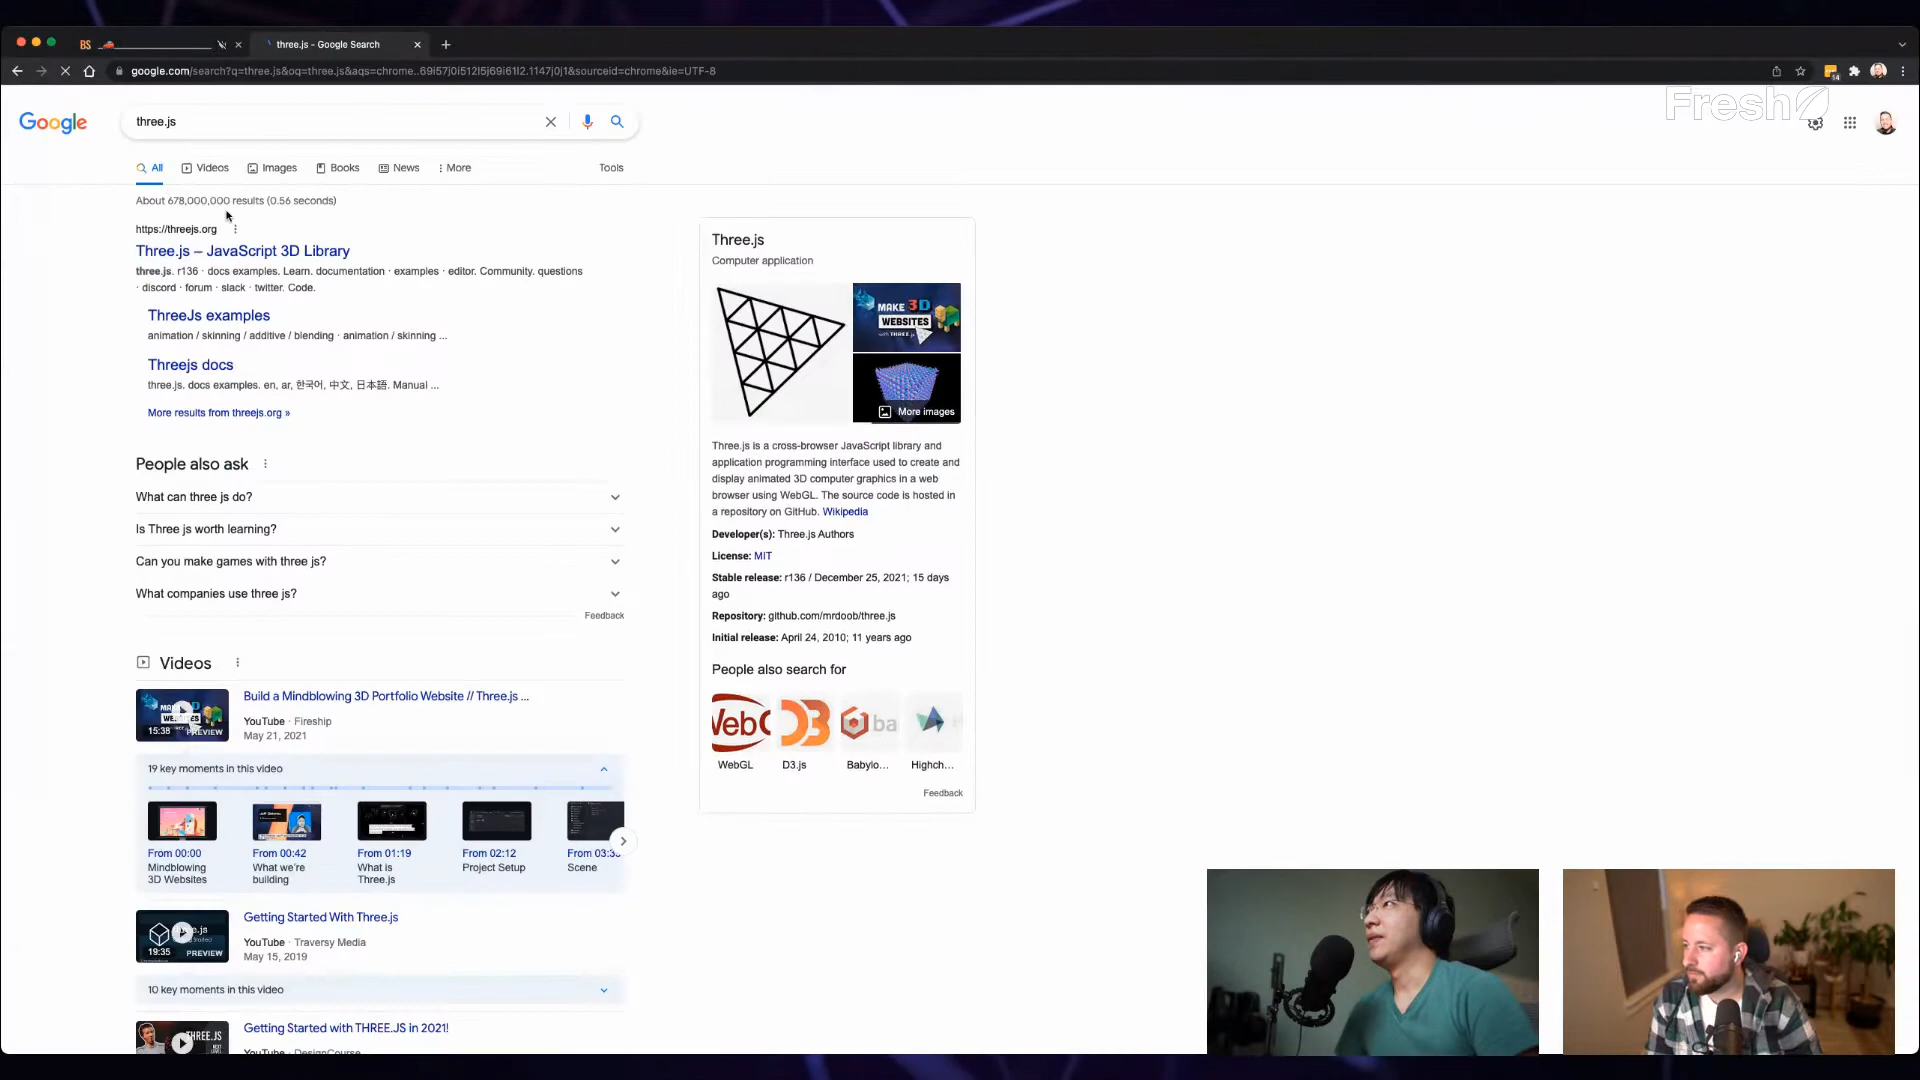 BS
three.js - Google Search
google.com/search?q=three.js&oq=three.js&aqs=chrome..69i57j0i512l5j69i61l2.1147j0j1&sourceid=chrome&ie=UTF-8
14
Fresh
Google
three.js
All
Videos
Images
Books
News
More
Tools
About 678,000,000 results (0.56 seconds)
https://threejs.org
Three.js – JavaScript 3D Library
three.js. r136 · docs examples. Learn. documentation · examples · editor. Community. questions
· discord · forum · slack · twitter. Code.
ThreeJs examples
animation / skinning / additive / blending · animation / skinning ...
Threejs docs
three.js. docs examples. en, ar, 한국어, 中文, 日本語. Manual ...
More results from threejs.org »
People also ask
What can three js do?
Is Three js worth learning?
Can you make games with three js?
What companies use three js?
Feedback
Videos
15:38
PREVIEW
Build a Mindblowing 3D Portfolio Website // Three.js ...
YouTube · Fireship
May 21, 2021
19 key moments in this video
From 00:00
Mindblowing
3D Websites
From 00:42
What we're
building
From 01:19
What is
Three.js
From 02:12
Project Setup
From 03:3
Scene
19:35
PREVIEW
Getting Started With Three.js
YouTube · Traversy Media
May 15, 2019
10 key moments in this video
THREE.JS
Getting Started with THREE.JS in 2021!
YouTube · DesignCourse
Three.js
Computer application
MAKE 3D
WEBSITES
with THREE.js
More images
Three.js is a cross-browser JavaScript library and
application programming interface used to create and
display animated 3D computer graphics in a web
browser using WebGL. The source code is hosted in
a repository on GitHub. Wikipedia
Developer(s): Three.js Authors
License: MIT
Stable release: r136 / December 25, 2021; 15 days
ago
Repository: github.com/mrdoob/three.js
Initial release: April 24, 2010; 11 years ago
People also search for
WebGL
D3.js
Babylo...
Highch...
Feedback